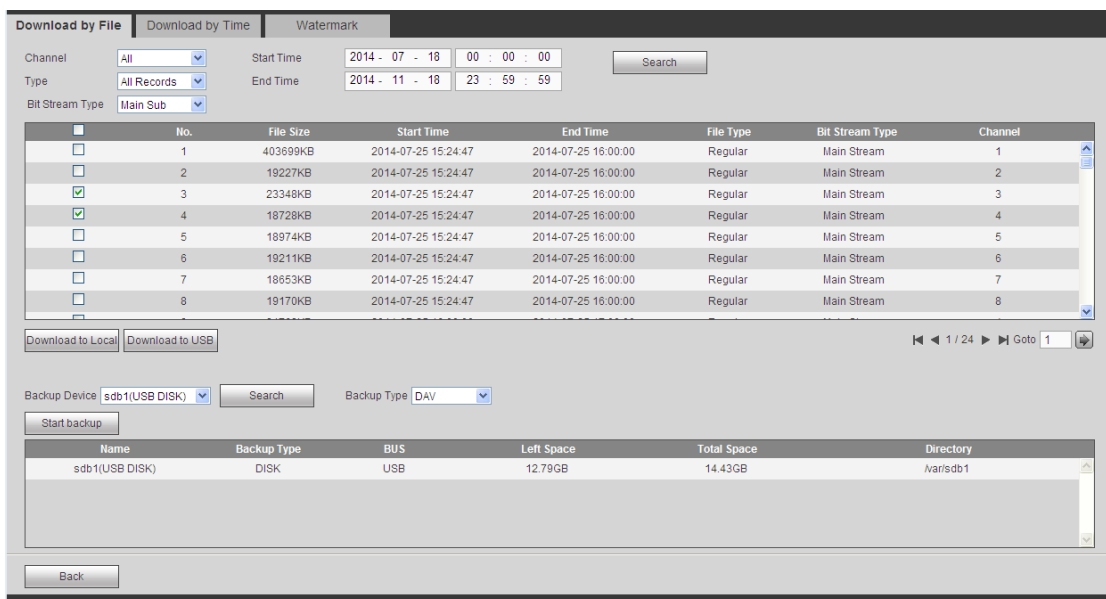 Download by File Download by Time Watermark
Channel All Start Time 2014 - 07 - 18 00 : 00 : 00 Search
Type All Records End Time 2014 - 11 - 18 23 : 59 : 59
Bit Stream Type Main Sub
No. File Size Start Time End Time File Type Bit Stream Type Channel
1 403699KB 2014-07-25 15:24:47 2014-07-25 16:00:00 Regular Main Stream 1
2 19227KB 2014-07-25 15:24:47 2014-07-25 16:00:00 Regular Main Stream 2
3 23348KB 2014-07-25 15:24:47 2014-07-25 16:00:00 Regular Main Stream 3
4 18728KB 2014-07-25 15:24:47 2014-07-25 16:00:00 Regular Main Stream 4
5 18974KB 2014-07-25 15:24:47 2014-07-25 16:00:00 Regular Main Stream 5
6 19211KB 2014-07-25 15:24:47 2014-07-25 16:00:00 Regular Main Stream 6
7 18653KB 2014-07-25 15:24:47 2014-07-25 16:00:00 Regular Main Stream 7
8 19170KB 2014-07-25 15:24:47 2014-07-25 16:00:00 Regular Main Stream 8
Download to Local Download to USB 1 / 24 Goto 1
Backup Device sdb1(USB DISK) Search Backup Type DAV
Start backup
Name Backup Type BUS Left Space Total Space Directory
sdb1(USB DISK) DISK USB 12.79GB 14.43GB /var/sdb1
Back